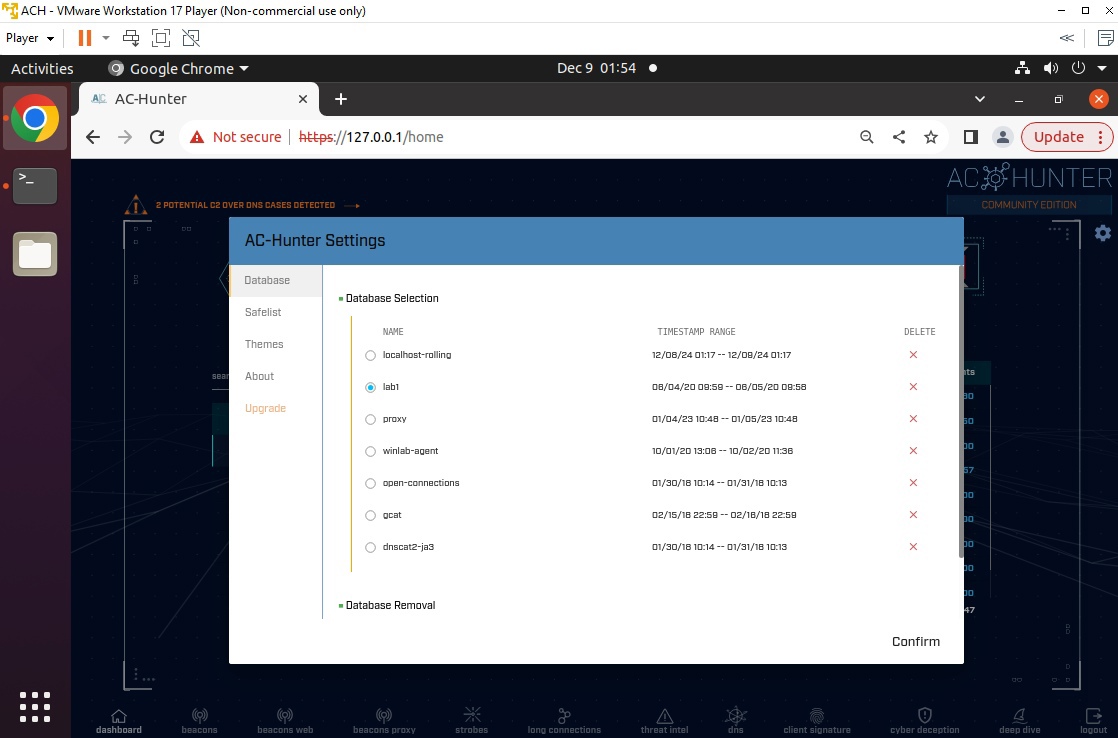 ACH - VMware Workstation 17 Player (Non-commercial use only)
Player
Activities
Google Chrome
Dec 9 01:54
AC-Hunter
Not secure
https://127.0.0.1/home
Update
AC HUNTER
COMMUNITY EDITION
2 POTENTIAL C2 OVER DNS CASES DETECTED
AC-Hunter Settings
Database
Safelist
Themes
About
Upgrade
Database Selection
NAME TIMESTAMP RANGE DELETE
localhost-rolling 12/08/24 01:17 -- 12/09/24 01:17
lab1 06/04/20 09:59 -- 06/05/20 09:58
proxy 01/04/23 10:48 -- 01/05/23 10:48
winlab-agent 10/01/20 13:06 -- 10/02/20 11:36
open-connections 01/30/18 10:14 -- 01/31/18 10:13
gcat 02/15/18 22:59 -- 02/16/18 22:59
dnscat2-ja3 01/30/18 10:14 -- 01/31/18 10:13
Database Removal
Confirm
dashboard beacons beacons web beacons proxy strobes long connections threat intel dns client signature cyber deception deep dive logout